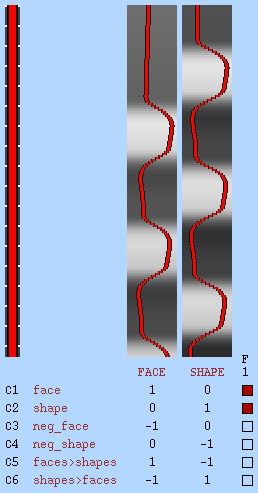 F
FACE SHAPE 1
C1 face 1 0
C2 shape 0 1
C3 neg_face -1 0
C4 neg_shape 0 -1
C5 faces>shapes 1 -1
C6 shapes>faces -1 1